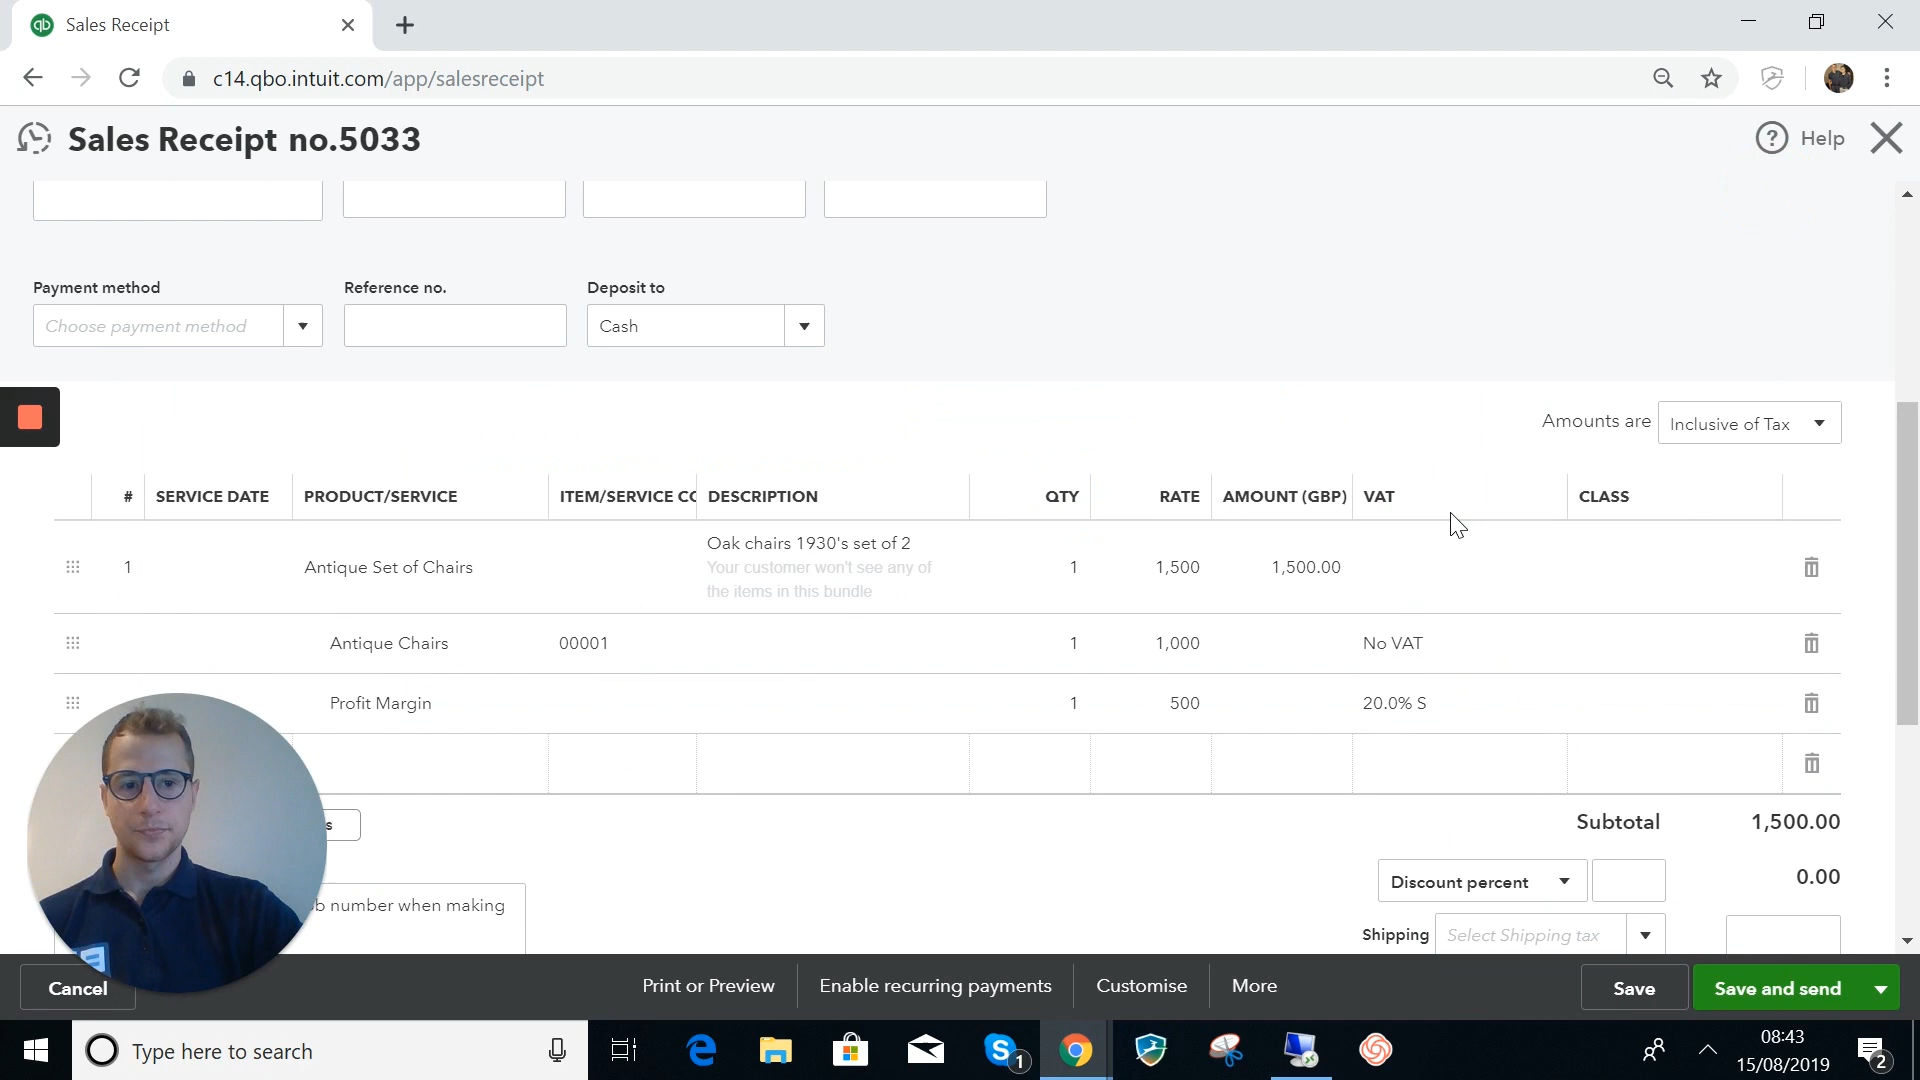 Sales Receipt
c14.qbo.intuit.com/app/salesreceipt
Sales Receipt no.5033
Help
Payment method
Reference no.
Deposit to
Choose payment method
Cash
Amounts are
Inclusive of Tax
# SERVICE DATE PRODUCT/SERVICE ITEM/SERVICE CO DESCRIPTION QTY RATE AMOUNT (GBP) VAT CLASS
Oak chairs 1930's set of 2
1 Antique Set of Chairs Your customer won't see any of 1 1,500 1,500.00
the items in this bundle
Antique Chairs 00001 1 1,000 No VAT
Profit Margin 1 500 20.0% S
s
Subtotal 1,500.00
Discount percent
0.00
b number when making
Shipping Select Shipping tax
Cancel
Print or Preview
Enable recurring payments
Customise
More
Save
Save and send
Type here to search
1
08:43
15/08/2019
2